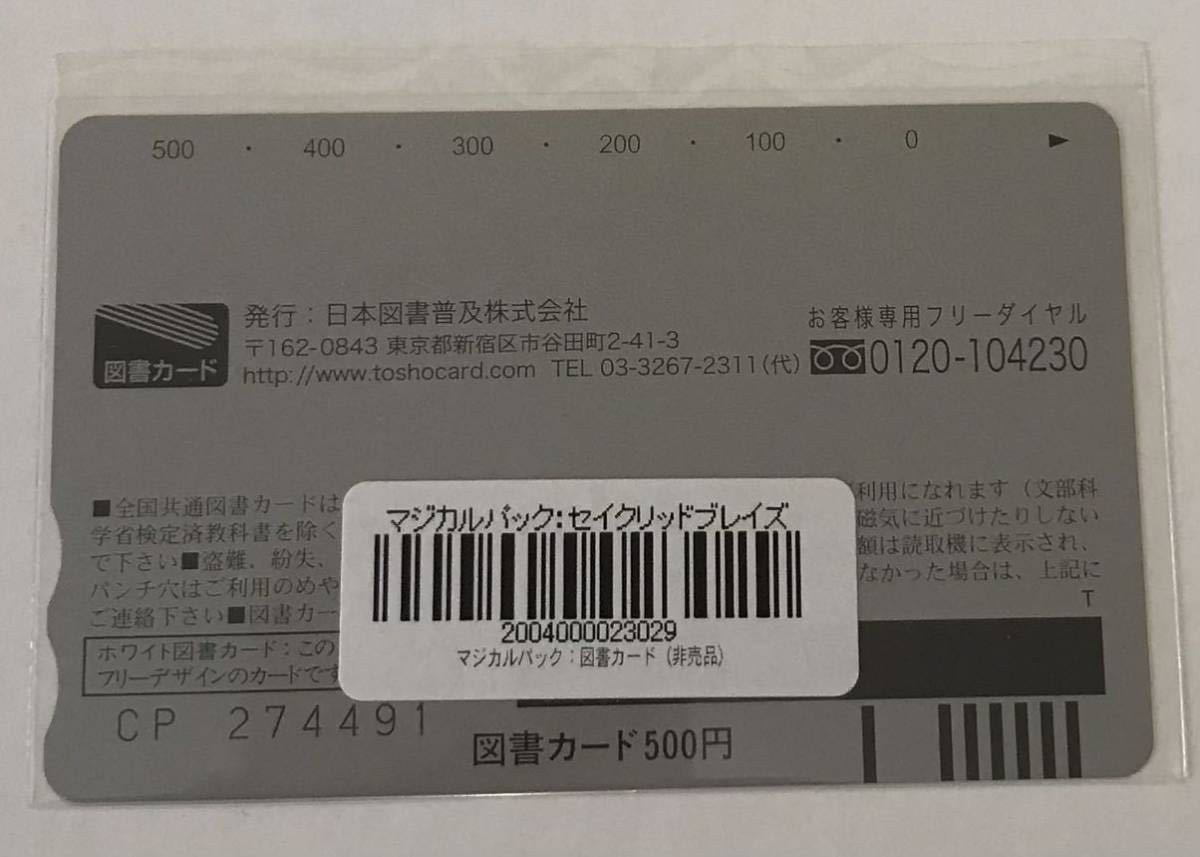 500 ・ 400 ・ 300 ・ 200 ・ 100 ・ 0 ▶
図書カード
発行：日本図書普及株式会社
〒162-0843 東京都新宿区市谷田町2-41-3
http://www.toshocard.com TEL 03-3267-2311(代)
お客様専用フリーダイヤル
0120-104230
■全国共通図書カードは
利用になれます（文部科
学省検定済教科書を除く
磁気に近づけたりしない
で下さい■盗難、紛失、
額は読取機に表示され、
パンチ穴はご利用のめや
なかった場合は、上記に
ご連絡下さい■図書カー
T
マジカルパック:セイクリッドブレイズ
2004000023029
マジカルパック：図書カード（非売品）
ホワイト図書カード：この
フリーデザインのカードです
CP 274491
図書カード500円